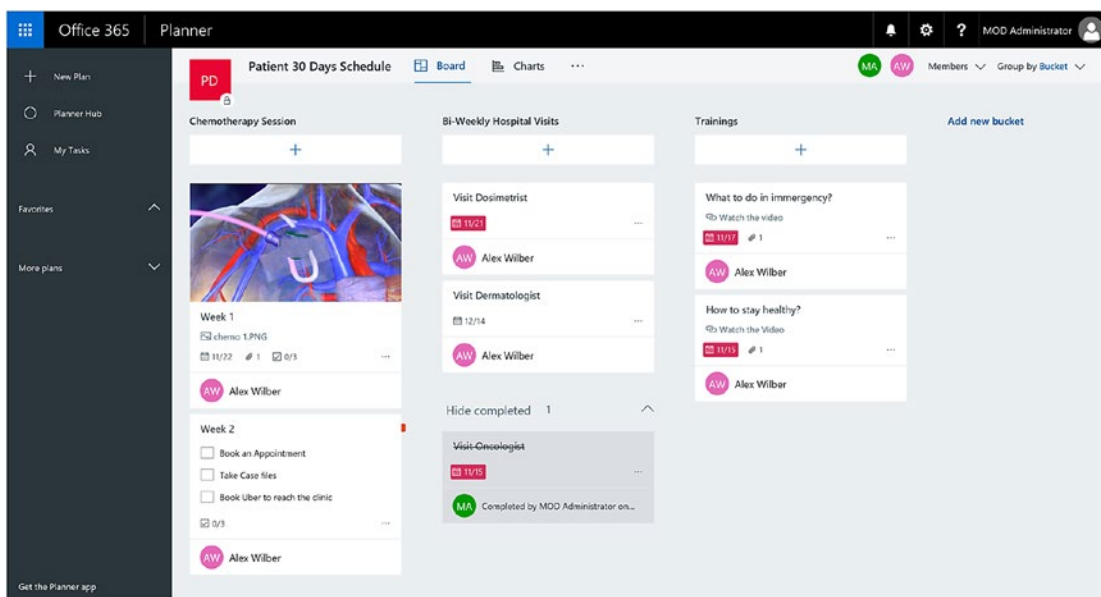 Office 365
Planner
MOD Administrator
New Plan
Planner Hub
My Tasks
Favorites
More plans
Get the Planner app
PD
Patient 30 Days Schedule
Board
Charts
...
MA
AW
Members
Group by Bucket
Chemotherapy Session
+
Week 1
chemo 1.PNG
11/22 1 0/3 ...
AW Alex Wilber
Week 2
Book an Appointment
Take Case files
Book Uber to reach the clinic
0/3 ...
AW Alex Wilber
Bi-Weekly Hospital Visits
+
Visit Dosimetrist
11/21 ...
AW Alex Wilber
Visit Dermatologist
12/14 ...
AW Alex Wilber
Hide completed 1
Visit Oncologist
11/15 ...
MA Completed by MOD Administrator on...
Trainings
+
What to do in immergency?
Watch the video
11/17 1 ...
AW Alex Wilber
How to stay healthy?
Watch the Video
11/15 1 ...
AW Alex Wilber
Add new bucket